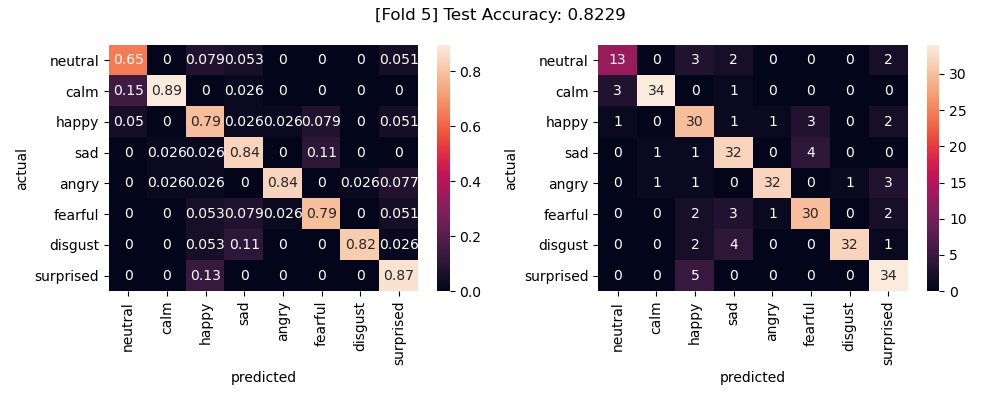 [Fold 5] Test Accuracy: 0.8229
actual
neutral 0.65 0 0.079 0.053 0 0 0 0.051
calm 0.15 0.89 0 0.026 0 0 0 0
happy 0.05 0 0.79 0.026 0.026 0.079 0 0.051
sad 0 0.026 0.026 0.84 0 0.11 0 0
angry 0 0.026 0.026 0 0.84 0 0.026 0.077
fearful 0 0 0.053 0.079 0.026 0.79 0 0.051
disgust 0 0 0.053 0.11 0 0 0.82 0.026
surprised 0 0 0.13 0 0 0 0 0.87
neutral calm happy sad angry fearful disgust surprised
predicted
0.8
0.6
0.4
0.2
0.0
actual
neutral 13 0 3 2 0 0 0 2
calm 3 34 0 1 0 0 0 0
happy 1 0 30 1 1 3 0 2
sad 0 1 1 32 0 4 0 0
angry 0 1 1 0 32 0 1 3
fearful 0 0 2 3 1 30 0 2
disgust 0 0 2 4 0 0 32 1
surprised 0 0 5 0 0 0 0 34
neutral calm happy sad angry fearful disgust surprised
predicted
30
25
20
15
10
5
0